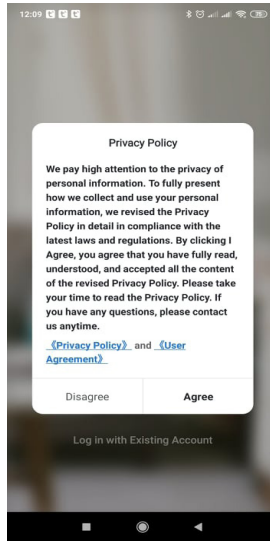 12:09
Privacy Policy
We pay high attention to the privacy of
personal information. To fully present
how we collect and use your personal
information, we revised the Privacy
Policy in detail in compliance with the
latest laws and regulations. By clicking I
Agree, you agree that you have fully read,
understood, and accepted all the content
of the revised Privacy Policy. Please take
your time to read the Privacy Policy. If
you have any questions, please contact
us anytime.
《Privacy Policy》 and 《User
Agreement》
Disagree Agree
Log in with Existing Account